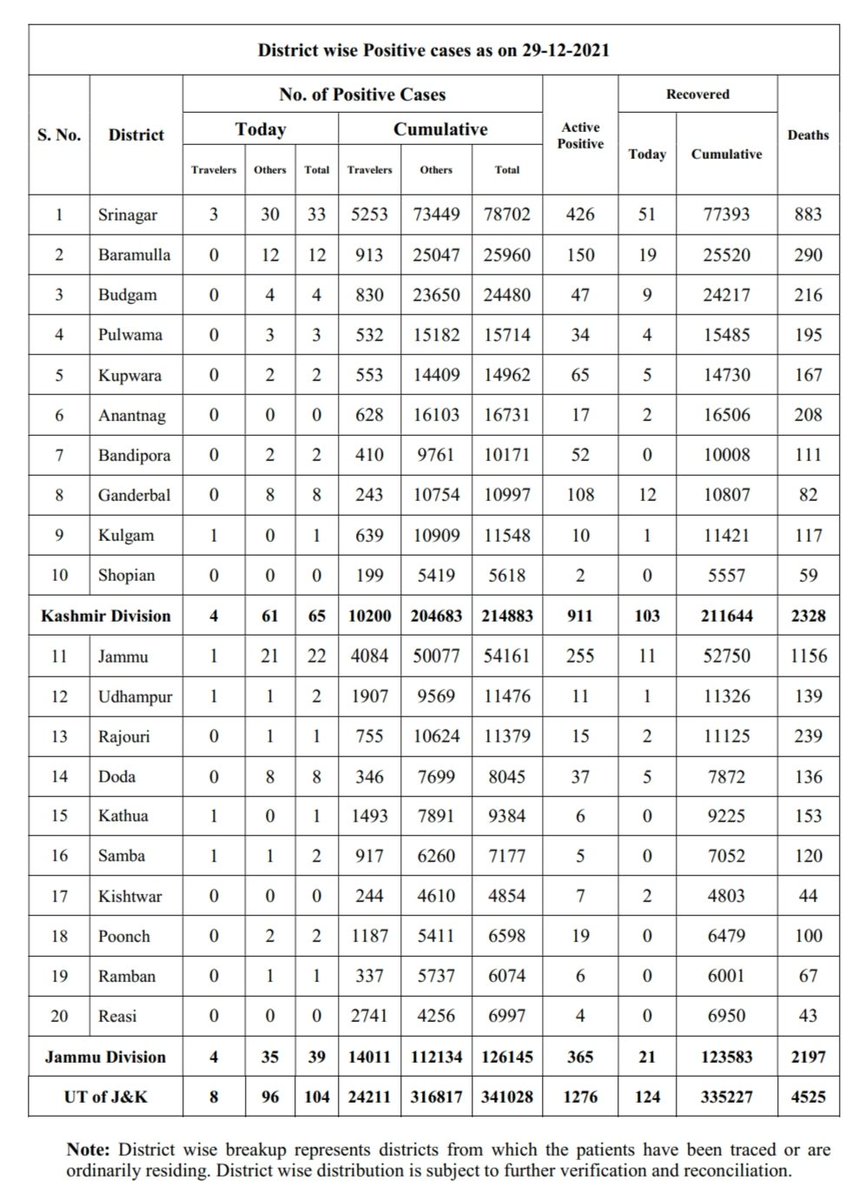 District wise Positive cases as on 29-12-2021
S. No. District No. of Positive Cases Active Positive Recovered Deaths
Today Cumulative Today Cumulative
Travelers Others Total Travelers Others Total
1 Srinagar 3 30 33 5253 73449 78702 426 51 77393 883
2 Baramulla 0 12 12 913 25047 25960 150 19 25520 290
3 Budgam 0 4 4 830 23650 24480 47 9 24217 216
4 Pulwama 0 3 3 532 15182 15714 34 4 15485 195
5 Kupwara 0 2 2 553 14409 14962 65 5 14730 167
6 Anantnag 0 0 0 628 16103 16731 17 2 16506 208
7 Bandipora 0 2 2 410 9761 10171 52 0 10008 111
8 Ganderbal 0 8 8 243 10754 10997 108 12 10807 82
9 Kulgam 1 0 1 639 10909 11548 10 1 11421 117
10 Shopian 0 0 0 199 5419 5618 2 0 5557 59
Kashmir Division 4 61 65 10200 204683 214883 911 103 211644 2328
11 Jammu 1 21 22 4084 50077 54161 255 11 52750 1156
12 Udhampur 1 1 2 1907 9569 11476 11 1 11326 139
13 Rajouri 0 1 1 755 10624 11379 15 2 11125 239
14 Doda 0 8 8 346 7699 8045 37 5 7872 136
15 Kathua 1 0 1 1493 7891 9384 6 0 9225 153
16 Samba 1 1 2 917 6260 7177 5 0 7052 120
17 Kishtwar 0 0 0 244 4610 4854 7 2 4803 44
18 Poonch 0 2 2 1187 5411 6598 19 0 6479 100
19 Ramban 0 1 1 337 5737 6074 6 0 6001 67
20 Reasi 0 0 0 2741 4256 6997 4 0 6950 43
Jammu Division 4 35 39 14011 112134 126145 365 21 123583 2197
UT of J&K 8 96 104 24211 316817 341028 1276 124 335227 4525
Note: District wise breakup represents districts from which the patients have been traced or are
ordinarily residing. District wise distribution is subject to further verification and reconciliation.